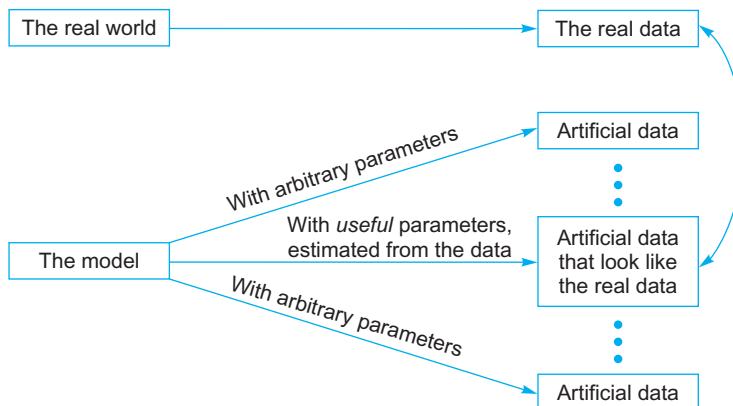 The real world
The real data
Artificial data
With arbitrary parameters
With useful parameters,
estimated from the data
The model
Artificial data
that look like
the real data
With arbitrary parameters
Artificial data